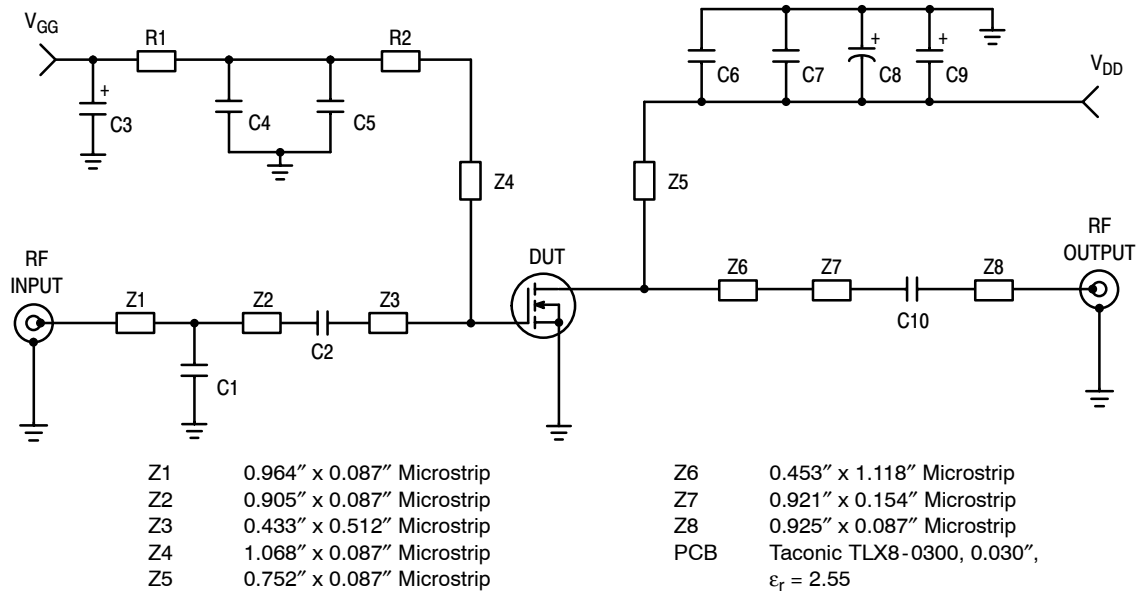 VGG
R1
R2
C3
+
C4
C5
Z4
C6
C7
+
C8
+
C9
VDD
Z5
RF
INPUT
Z1
Z2
C2
Z3
C1
DUT
Z6
Z7
C10
Z8
RF
OUTPUT
Z1 0.964″ x 0.087″ Microstrip
Z2 0.905″ x 0.087″ Microstrip
Z3 0.433″ x 0.512″ Microstrip
Z4 1.068″ x 0.087″ Microstrip
Z5 0.752″ x 0.087″ Microstrip
Z6 0.453″ x 1.118″ Microstrip
Z7 0.921″ x 0.154″ Microstrip
Z8 0.925″ x 0.087″ Microstrip
PCB Taconic TLX8-0300, 0.030″,
εr = 2.55